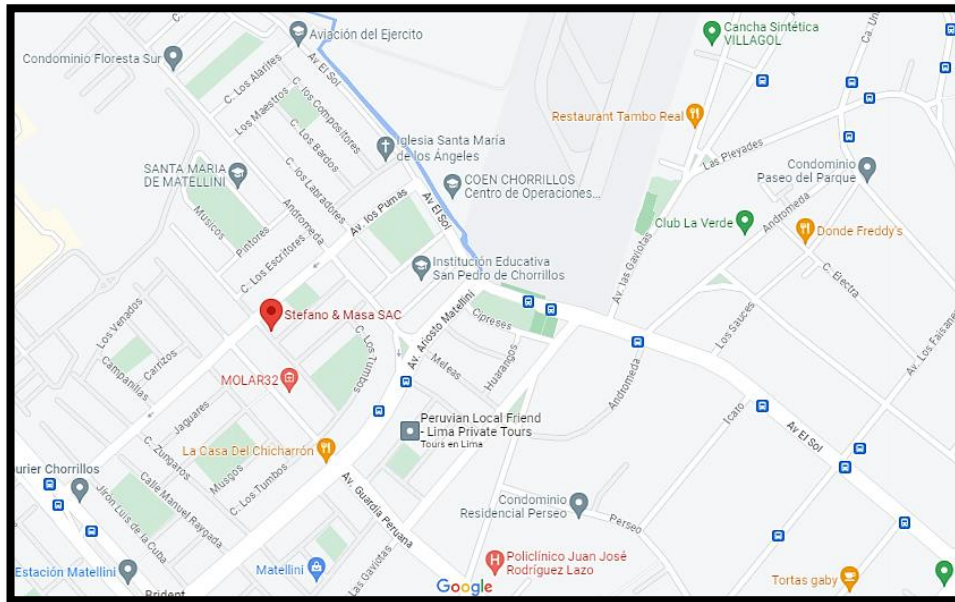 Aviación del Ejercito
Condominio Floresta Sur
Av El Sol
C. Los Alarifes
Los Maestros
C. los Compositores
C. Los Bardos
Cancha Sintética
VILLAGOL
Ca. Un
Restaurant Tambo Real
Iglesia Santa María
de los Ángeles
SANTA MARIA
DE MATELLINI
COEN CHORRILLOS
Centro de Operaciones...
Las Pleyades
Condominio
Paseo del Parque
C. los Labradores
Av. los Pumas
Av El Sol
Músicos
Pintores
Andromeda
C. Los Escritores
Club La Verde
Andromeda
Donde Freddy's
Institución Educativa
San Pedro de Chorrillos
Av. las Gaviotas
C. Electra
Stefano & Masa SAC
Los Venados
Campanillas
Carrizos
Av. Ariosto Matellini
Cipreses
Meleas
Huarangos
C Los Tumbos
Los Sauces
Av. Los Faisane
MOLAR32
Jaguares
Andromeda
Icaro
Peruvian Local Friend
- Lima Private Tours
Tours en Lima
Av El Sol
La Casa Del Chicharrón
C. Zungaros
Musgos
C. Los Tumbos
urier Chorrillos
Calle Manuel Raygada
Jirón Luis de la Cuba
Av. Guardia Peruana
Condominio
Residencial Perseo
Perseo
Policlínico Juan José
Rodríguez Lazo
Estación Matellini
Matellini
Las Gaviotas
Google
Tortas gaby
Brident